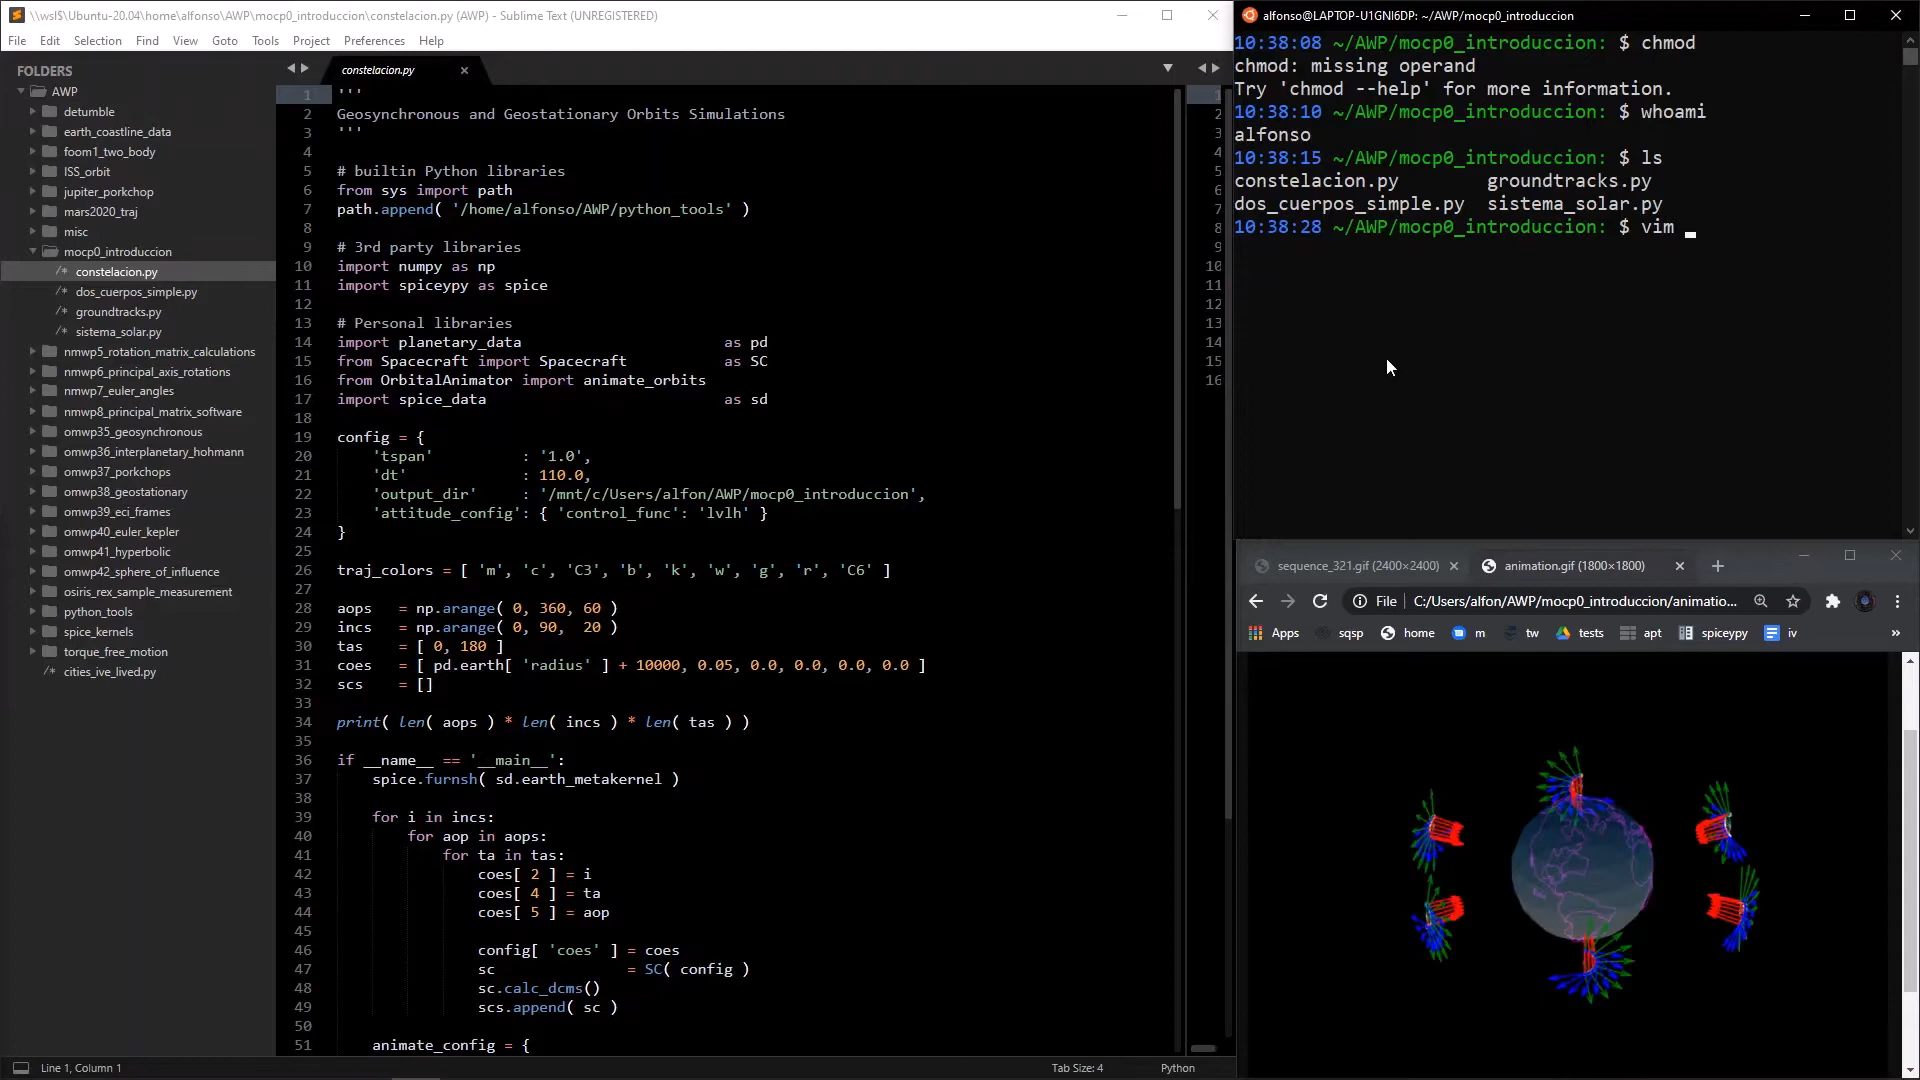 \\wsl$\Ubuntu-20.04\home\alfonso\AWP\mocp0_introduccion\constelacion.py (AWP) - Sublime Text (UNREGISTERED)
File Edit Selection Find View Goto Tools Project Preferences Help
FOLDERS
AWP
detumble
earth_coastline_data
foom1_two_body
ISS_orbit
jupiter_porkchop
mars2020_traj
misc
mocp0_introduccion
/* constelacion.py
/* dos_cuerpos_simple.py
/* groundtracks.py
/* sistema_solar.py
nmwp5_rotation_matrix_calculations
nmwp6_principal_axis_rotations
nmwp7_euler_angles
nmwp8_principal_matrix_software
omwp35_geosynchronous
omwp36_interplanetary_hohmann
omwp37_porkchops
omwp38_geostationary
omwp39_eci_frames
omwp40_euler_kepler
omwp41_hyperbolic
omwp42_sphere_of_influence
osiris_rex_sample_measurement
python_tools
spice_kernels
torque_free_motion
/* cities_ive_lived.py
constelacion.py
1 '''
2 Geosynchronous and Geostationary Orbits Simulations
3 '''
4
5 # builtin Python libraries
6 from sys import path
7 path.append( '/home/alfonso/AWP/python_tools' )
8
9 # 3rd party libraries
10 import numpy as np
11 import spiceypy as spice
12
13 # Personal libraries
14 import planetary_data as pd
15 from Spacecraft import Spacecraft as SC
16 from OrbitalAnimator import animate_orbits
17 import spice_data as sd
18
19 config = {
20 'tspan' : '1.0',
21 'dt' : 110.0,
22 'output_dir' : '/mnt/c/Users/alfon/AWP/mocp0_introduccion',
23 'attitude_config': { 'control_func': 'lvlh' }
24 }
25
26 traj_colors = [ 'm', 'c', 'C3', 'b', 'k', 'w', 'g', 'r', 'C6' ]
27
28 aops = np.arange( 0, 360, 60 )
29 incs = np.arange( 0, 90, 20 )
30 tas = [ 0, 180 ]
31 coes = [ pd.earth[ 'radius' ] + 10000, 0.05, 0.0, 0.0, 0.0, 0.0 ]
32 scs = []
33
34 print( len( aops ) * len( incs ) * len( tas ) )
35
36 if __name__ == '__main__':
37 spice.furnsh( sd.earth_metakernel )
38
39 for i in incs:
40 for aop in aops:
41 for ta in tas:
42 coes[ 2 ] = i
43 coes[ 4 ] = ta
44 coes[ 5 ] = aop
45
46 config[ 'coes' ] = coes
47 sc = SC( config )
48 sc.calc_dcms()
49 scs.append( sc )
50
51 animate_config = {
1
2
3
4
5
6
7
8
9
10
11
12
13
14
15
16
Line 1, Column 1
Tab Size: 4 Python
alfonso@LAPTOP-U1GNI6DP: ~/AWP/mocp0_introduccion
10:38:08 ~/AWP/mocp0_introduccion: $ chmod
chmod: missing operand
Try 'chmod --help' for more information.
10:38:10 ~/AWP/mocp0_introduccion: $ whoami
alfonso
10:38:15 ~/AWP/mocp0_introduccion: $ ls
constelacion.py groundtracks.py
dos_cuerpos_simple.py sistema_solar.py
10:38:28 ~/AWP/mocp0_introduccion: $ vim _
sequence_321.gif (2400×2400) animation.gif (1800×1800)
File C:/Users/alfon/AWP/mocp0_introduccion/animatio...
Apps sqsp home m tw tests apt spiceypy iv »